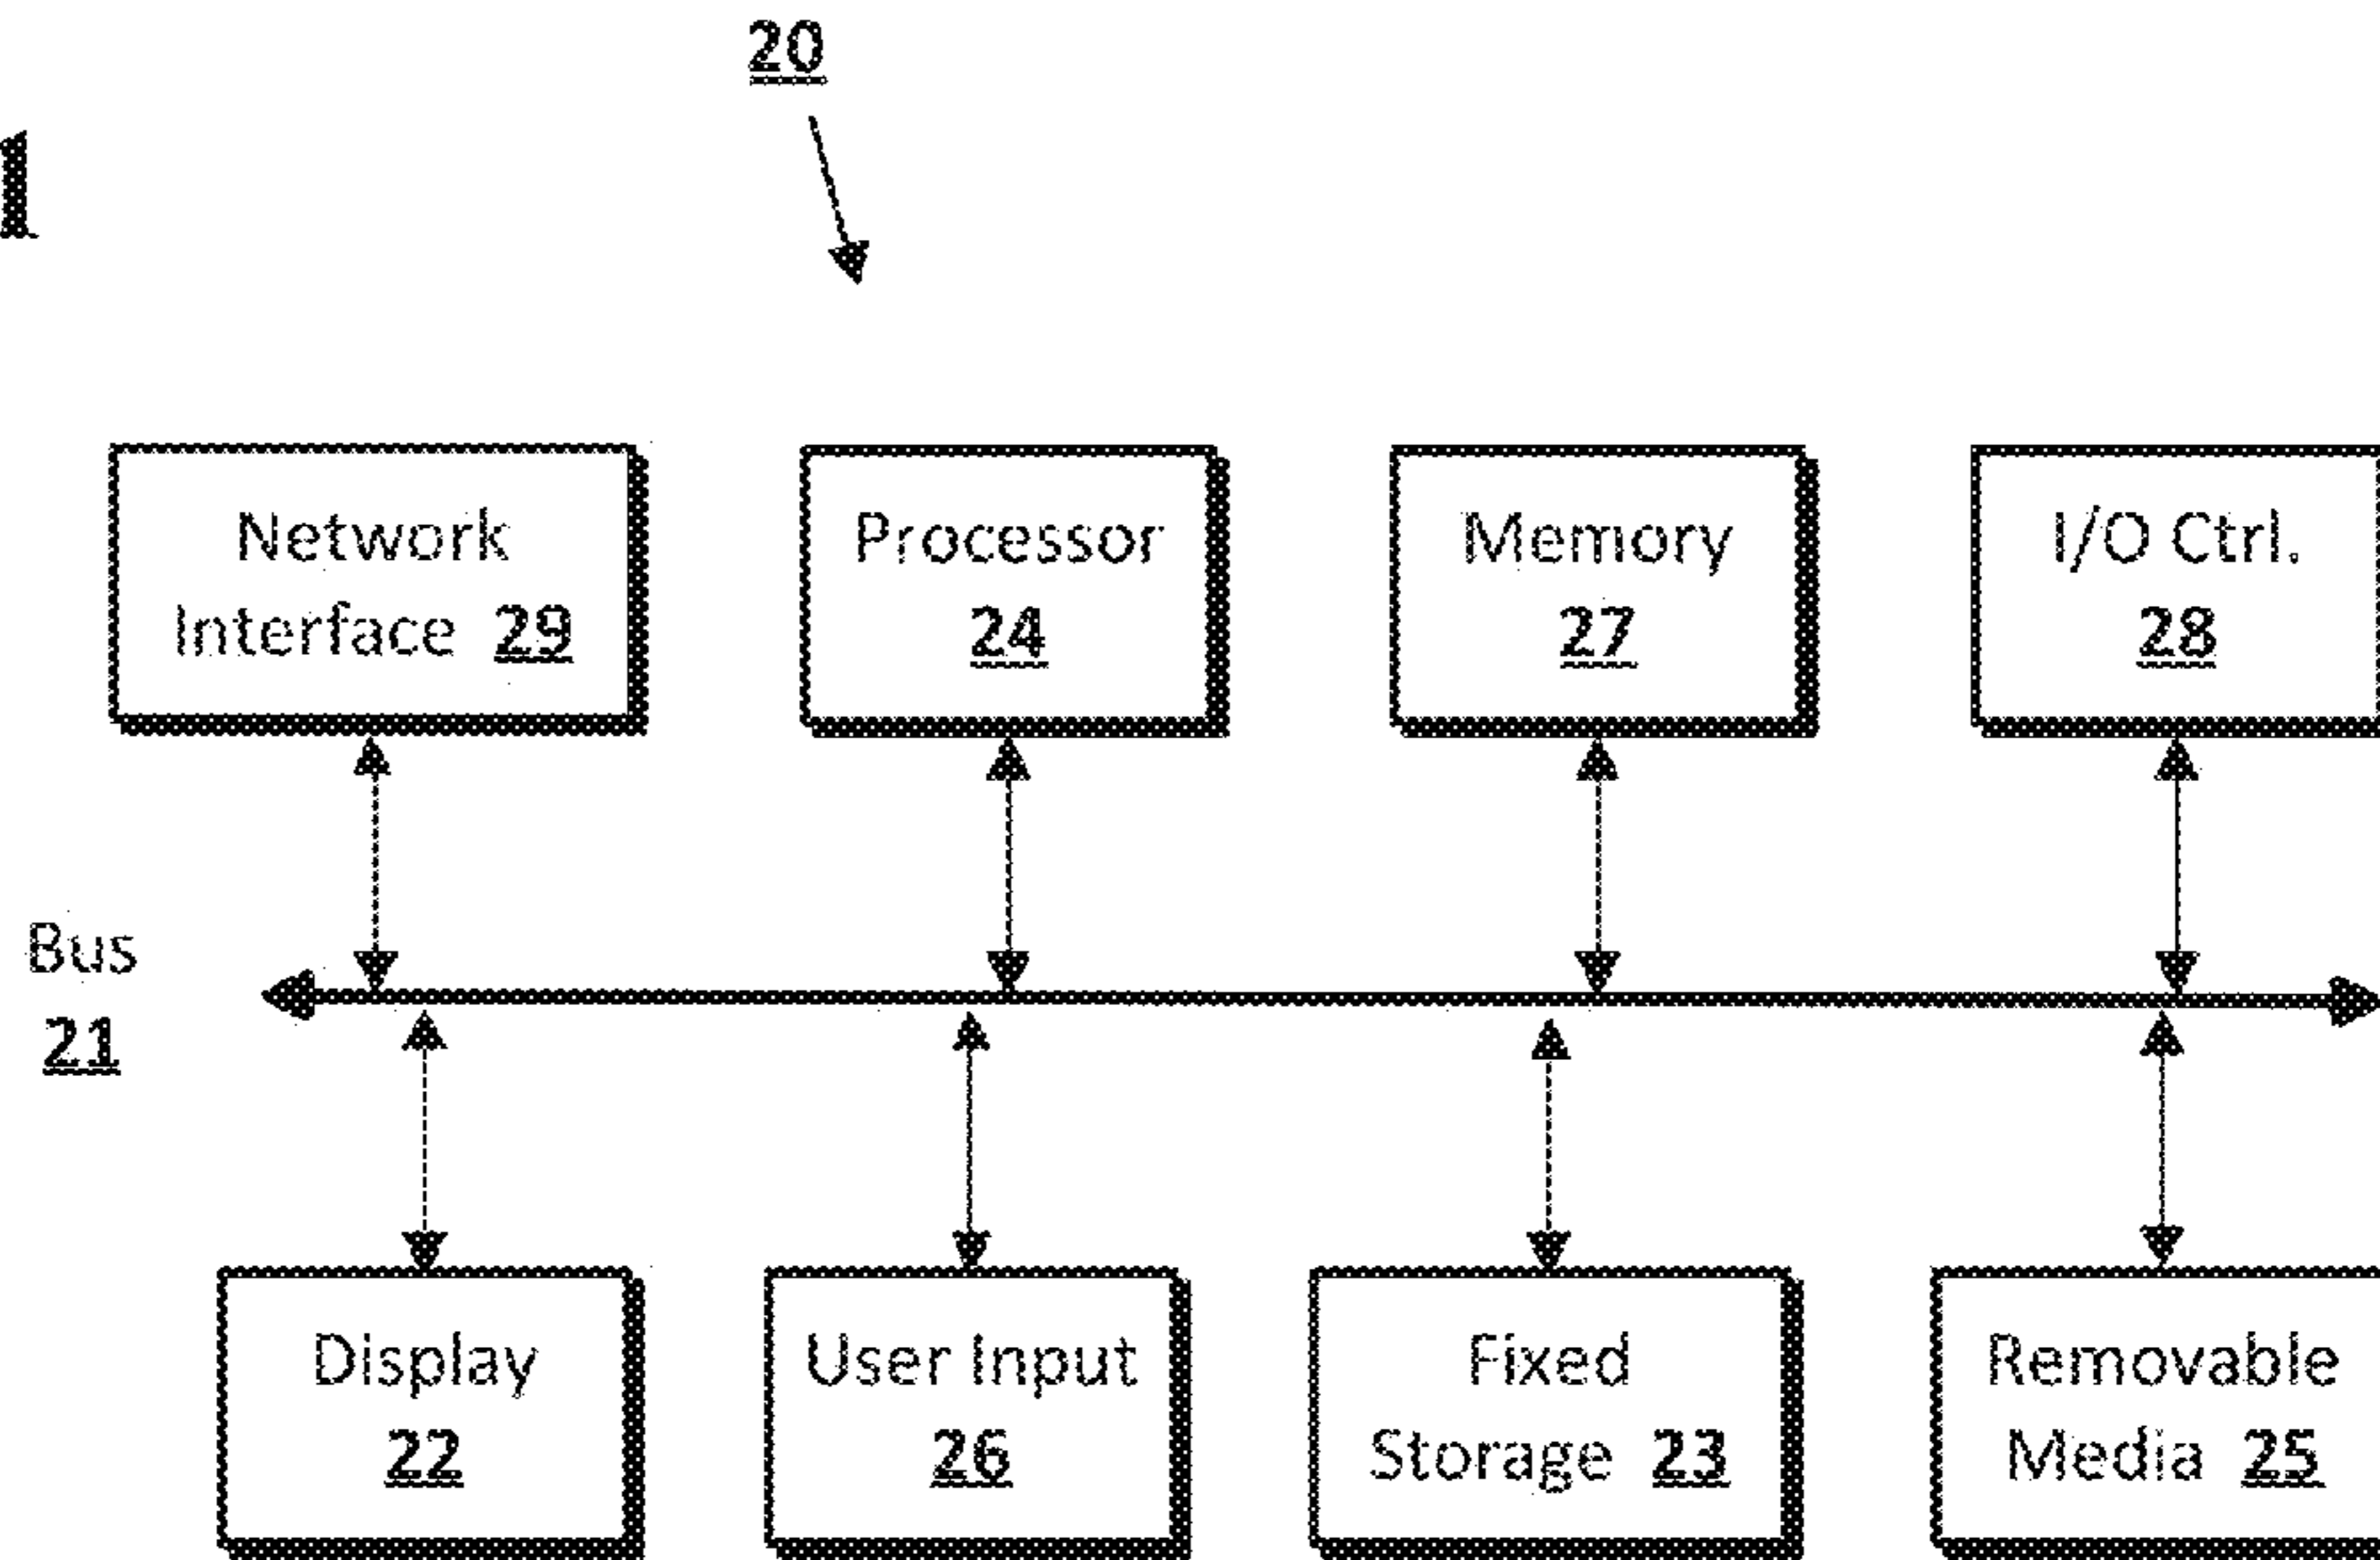 20
1
Network
Interface 29
Processor
24
Memory
27
I/O Ctrl.
28
Bus
21
Display
22
User Input
26
Fixed
Storage 23
Removable
Media 25